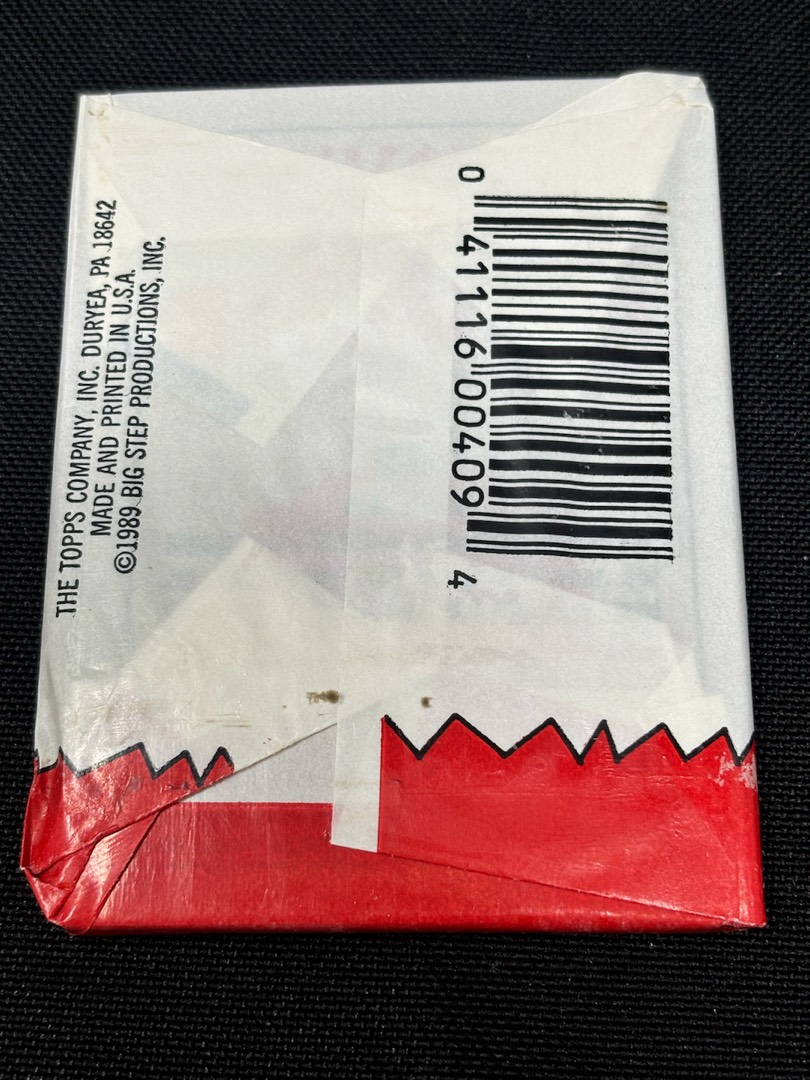 THE TOPPS COMPANY, INC. DURYEA, PA 18642
MADE AND PRINTED IN U.S.A.
©1989 BIG STEP PRODUCTIONS, INC.
0 41116 00409 4